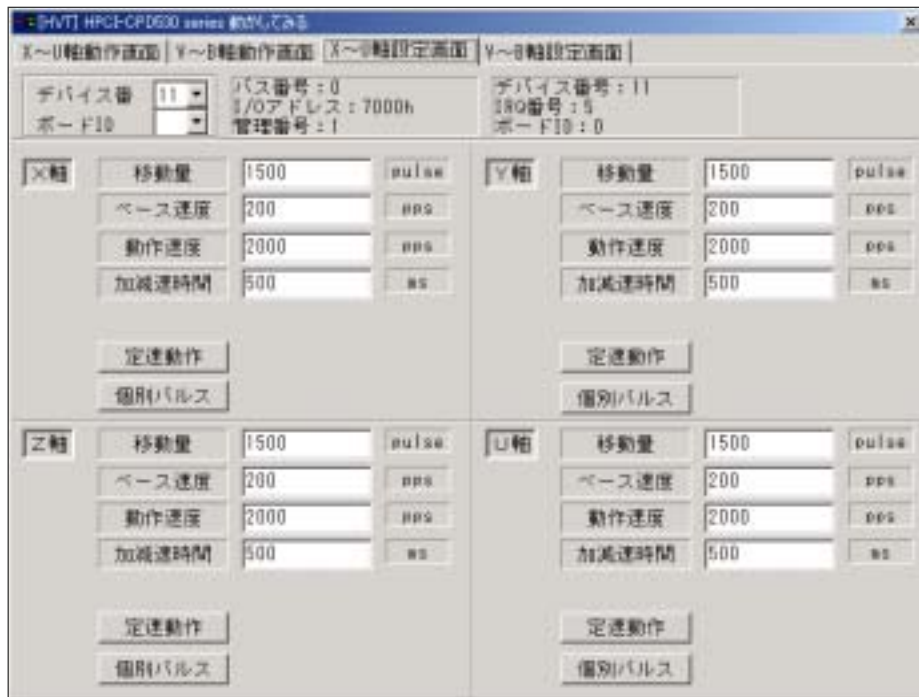 [HVT] HPCI-CPD530 series 動かしてみる
X～U軸動作画面 V～B軸動作画面 X～U軸設定画面 V～B軸設定画面
デバイス番 11 バス番号：0 デバイス番号：11
I/Oアドレス：7000h IRQ番号：5
ボードID 管理番号：1 ボードID：0
X軸 移動量 1500 pulse Y軸 移動量 1500 pulse
ベース速度 200 pps ベース速度 200 pps
動作速度 2000 pps 動作速度 2000 pps
加減速時間 500 ms 加減速時間 500 ms
定速動作 定速動作
個別パルス 個別パルス
Z軸 移動量 1500 pulse U軸 移動量 1500 pulse
ベース速度 200 pps ベース速度 200 pps
動作速度 2000 pps 動作速度 2000 pps
加減速時間 500 ms 加減速時間 500 ms
定速動作 定速動作
個別パルス 個別パルス